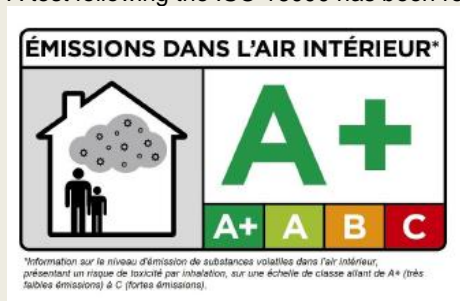 ÉMISSIONS DANS L'AIR INTÉRIEUR*
A+
A+ A B C
*Information sur le niveau d'émission de substances volatiles dans l'air intérieur,
présentant un risque de toxicité par inhalation, sur une échelle de classe allant de A+ (très
faibles émissions) à C (fortes émissions).